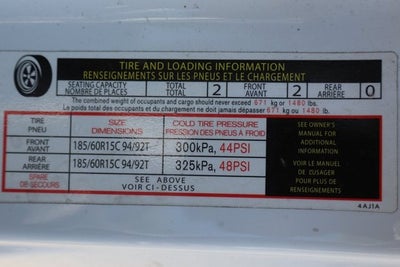 TIRE AND LOADING INFORMATION
RENSEIGNEMENTS SUR LES PNEUS ET LE CHARGEMENT
SEATING CAPACITY TOTAL 2 FRONT 2 REAR 0
NOMBRE DE PLACES TOTAL AVANT ARRIÈRE
The combined weight of occupants and cargo should never exceed 671 kg or 1480 lbs.
Le poids total des occupants et du chargement ne doit jamais dépasser 671 kg ou 1480 lb.
TIRE SIZE COLD TIRE PRESSURE
PNEU DIMENSIONS PRESSION DES PNEUS À FROID
FRONT
AVANT 185/60R15C 94/92T 300kPa, 44PSI
REAR
ARRIÈRE 185/60R15C 94/92T 325kPa, 48PSI
SPARE SEE ABOVE
DE SECOURS VOIR CI-DESSUS
SEE OWNER'S
MANUAL FOR
ADDITIONAL
INFORMATION
VOIR LE MANUEL
DE L'USAGER
POUR PLUS DE
RENSEIGNEMENTS
4AJ1A